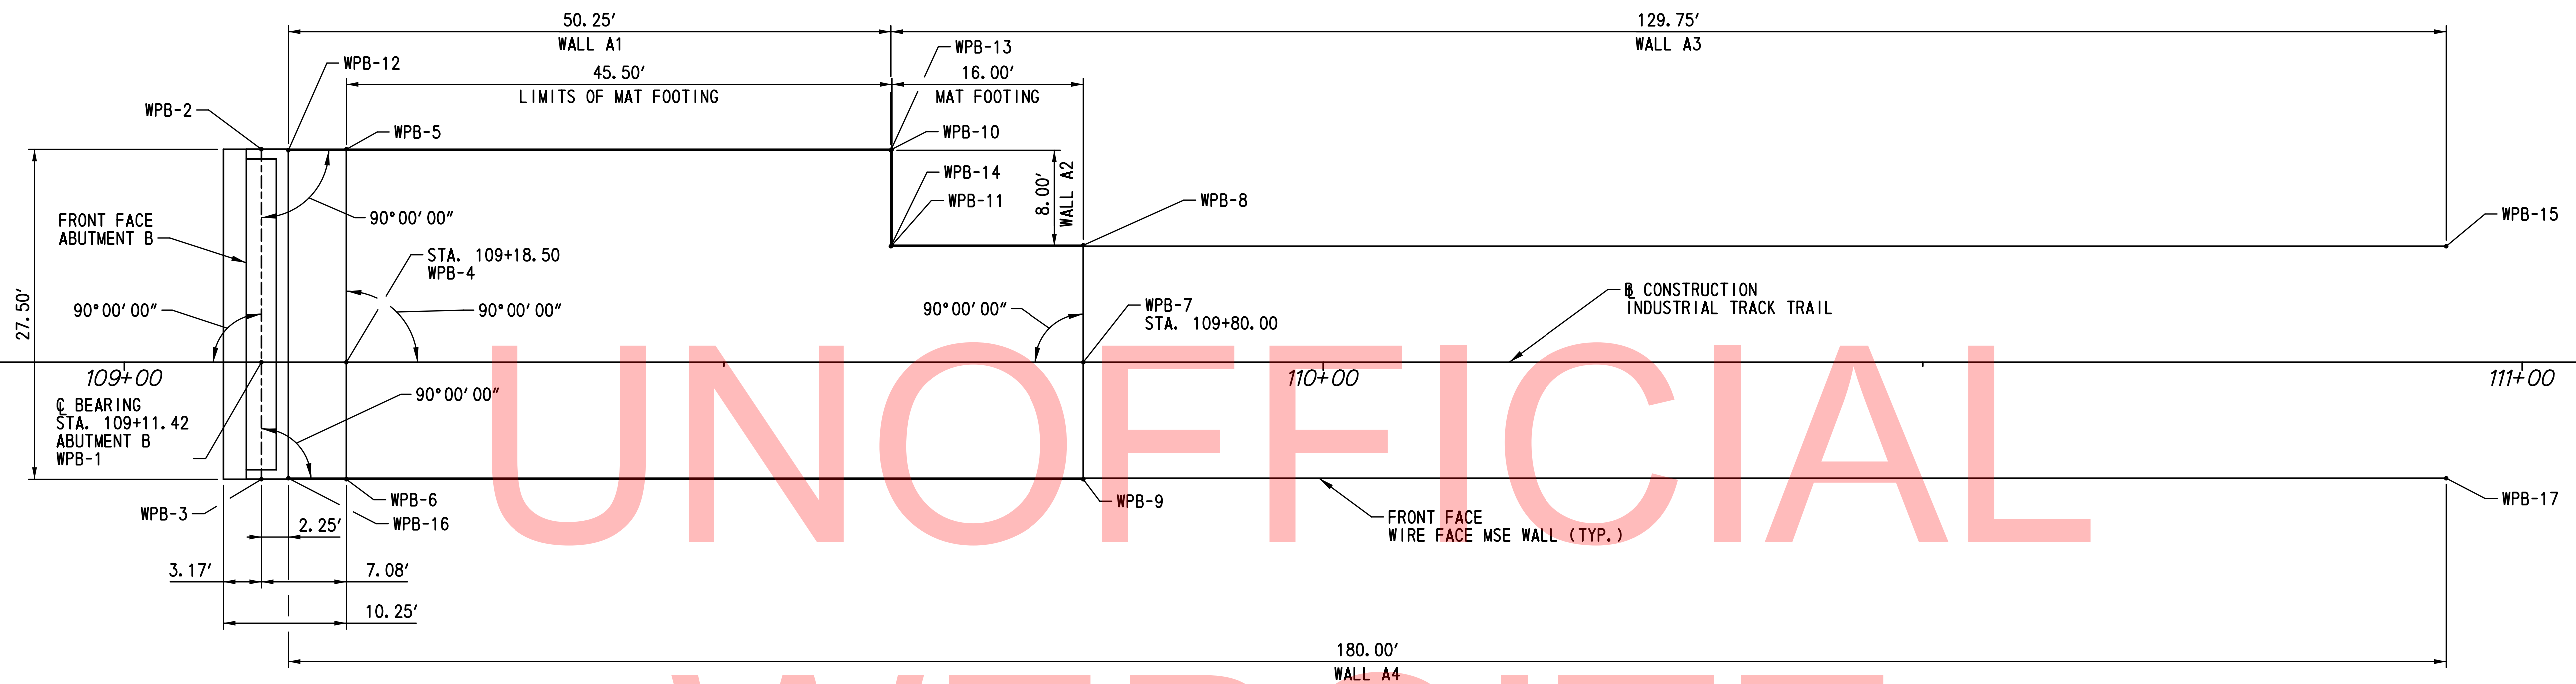 50.25′
WALL A1
129.75′
WALL A3
WPB-13
WPB-12
45.50′
LIMITS OF MAT FOOTING
16.00′
MAT FOOTING
WPB-2
WPB-5
WPB-10
WPB-14
WPB-11
8.00′
WALL A2
WPB-8
WPB-15
90°00′00″
FRONT FACE
ABUTMENT B
STA. 109+18.50
WPB-4
27.50′
90°00′00″
90°00′00″
90°00′00″
WPB-7
STA. 109+80.00
℄ CONSTRUCTION
INDUSTRIAL TRACK TRAIL
109+00
110+00
111+00
℄ BEARING
STA. 109+11.42
ABUTMENT B
WPB-1
90°00′00″
UNOFFICIAL
WPB-3
WPB-6
WPB-16
WPB-9
WPB-17
2.25′
FRONT FACE
WIRE FACE MSE WALL (TYP.)
3.17′
7.08′
10.25′
180.00′
WALL A4